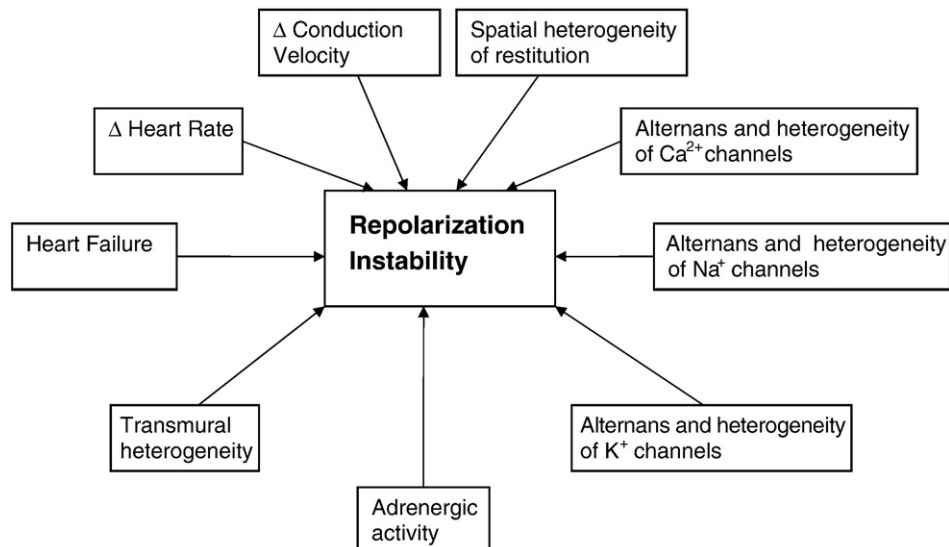 Δ Conduction
Velocity
Spatial heterogeneity
of restitution
Δ Heart Rate
Alternans and heterogeneity
of Ca²⁺ channels
Repolarization
Instability
Heart Failure
Alternans and heterogeneity
of Na⁺ channels
Transmural
heterogeneity
Alternans and heterogeneity
of K⁺ channels
Adrenergic
activity